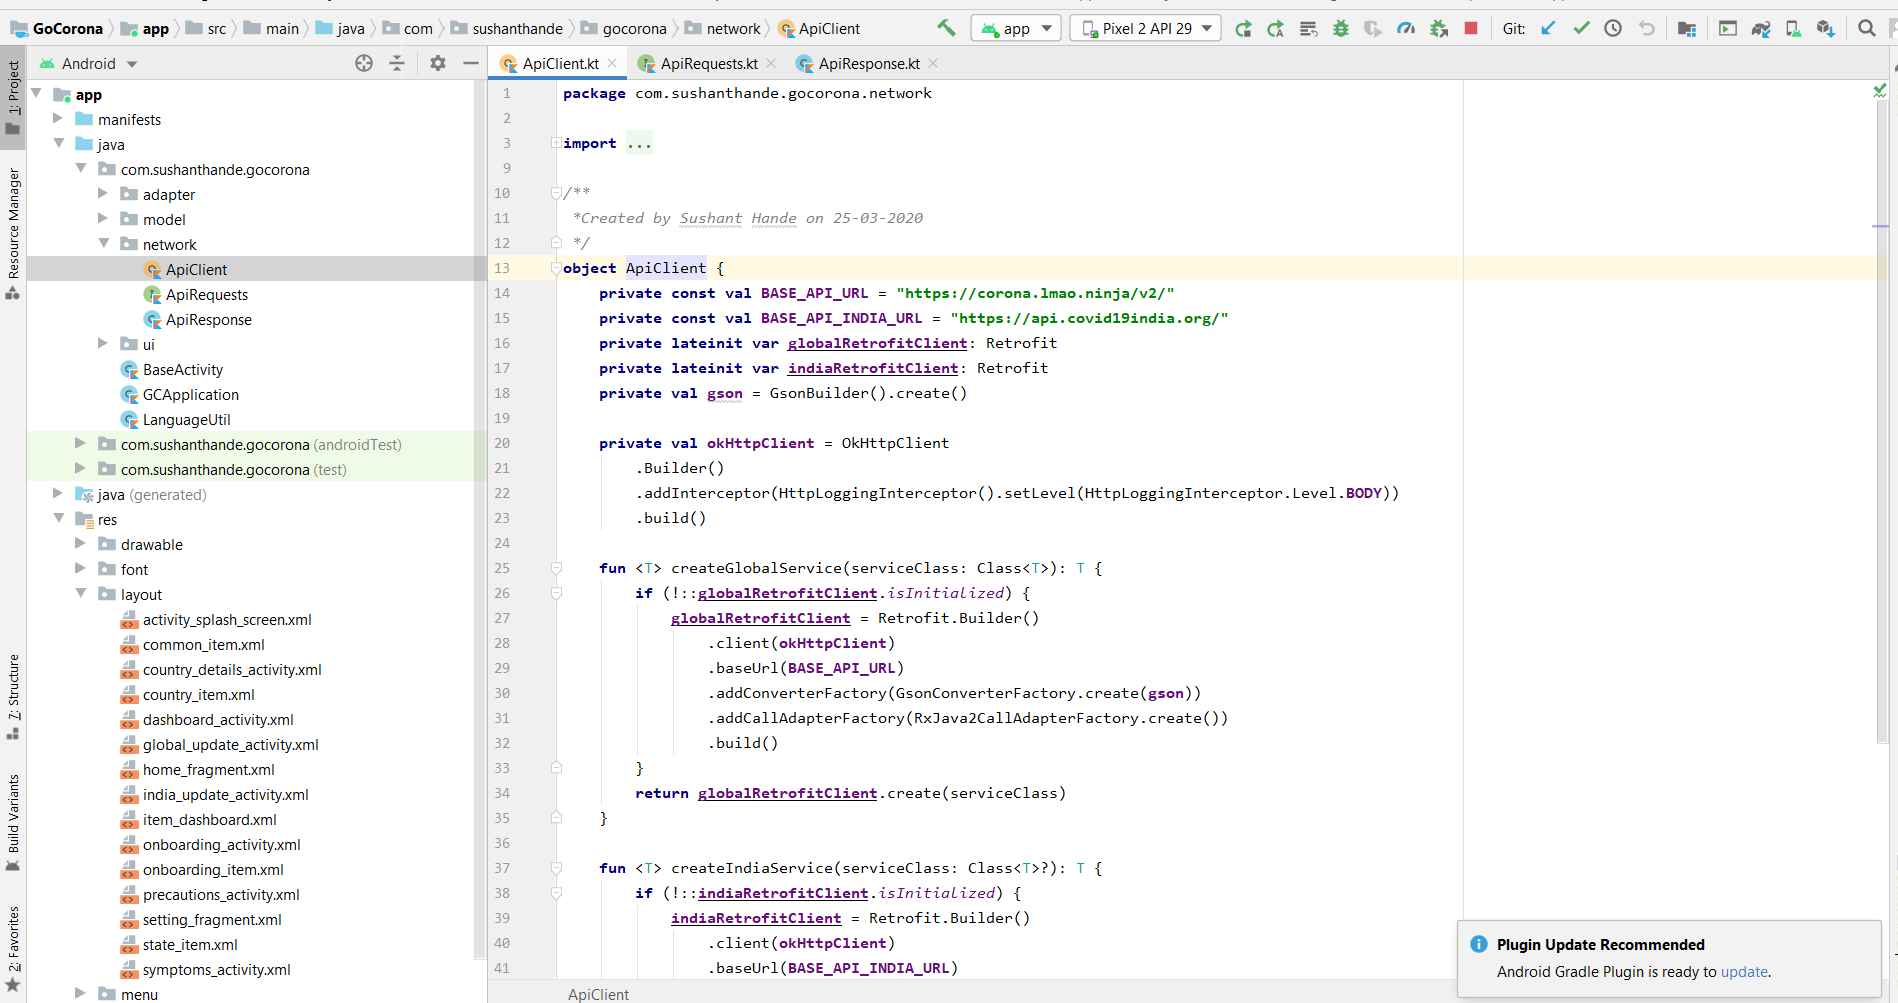 GoCorona app src main java com sushanthande gocorona network ApiClient app Pixel 2 API 29 Git:
Android
ApiClient.kt ApiRequests.kt ApiResponse.kt
1: Project
Resource Manager
7: Structure
Build Variants
2: Favorites
app
manifests
java
com.sushanthande.gocorona
adapter
model
network
ApiClient
ApiRequests
ApiResponse
ui
BaseActivity
GCApplication
LanguageUtil
com.sushanthande.gocorona (androidTest)
com.sushanthande.gocorona (test)
java (generated)
res
drawable
font
layout
activity_splash_screen.xml
common_item.xml
country_details_activity.xml
country_item.xml
dashboard_activity.xml
global_update_activity.xml
home_fragment.xml
india_update_activity.xml
item_dashboard.xml
onboarding_activity.xml
onboarding_item.xml
precautions_activity.xml
setting_fragment.xml
state_item.xml
symptoms_activity.xml
menu
1 package com.sushanthande.gocorona.network
2
3 import ...
9
10 /**
11 *Created by Sushant Hande on 25-03-2020
12 */
13 object ApiClient {
14 private const val BASE_API_URL = "https://corona.lmao.ninja/v2/"
15 private const val BASE_API_INDIA_URL = "https://api.covid19india.org/"
16 private lateinit var globalRetrofitClient: Retrofit
17 private lateinit var indiaRetrofitClient: Retrofit
18 private val gson = GsonBuilder().create()
19
20 private val okHttpClient = OkHttpClient
21 .Builder()
22 .addInterceptor(HttpLoggingInterceptor().setLevel(HttpLoggingInterceptor.Level.BODY))
23 .build()
24
25 fun <T> createGlobalService(serviceClass: Class<T>): T {
26 if (!::globalRetrofitClient.isInitialized) {
27 globalRetrofitClient = Retrofit.Builder()
28 .client(okHttpClient)
29 .baseUrl(BASE_API_URL)
30 .addConverterFactory(GsonConverterFactory.create(gson))
31 .addCallAdapterFactory(RxJava2CallAdapterFactory.create())
32 .build()
33 }
34 return globalRetrofitClient.create(serviceClass)
35 }
36
37 fun <T> createIndiaService(serviceClass: Class<T>?): T {
38 if (!::indiaRetrofitClient.isInitialized) {
39 indiaRetrofitClient = Retrofit.Builder()
40 .client(okHttpClient)
41 .baseUrl(BASE_API_INDIA_URL)
ApiClient
Plugin Update Recommended
Android Gradle Plugin is ready to update.